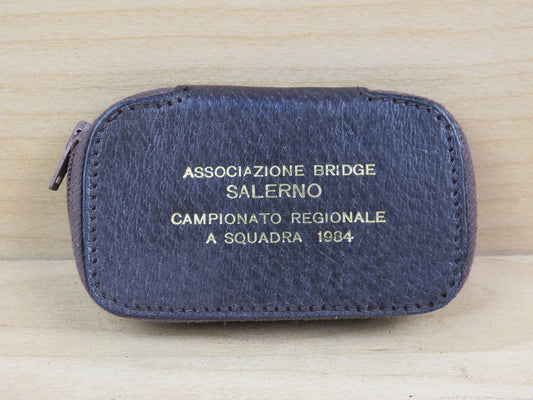 ASSOCIAZIONE BRIDGE
SALERNO
CAMPIONATO REGIONALE
A SQUADRA 1984